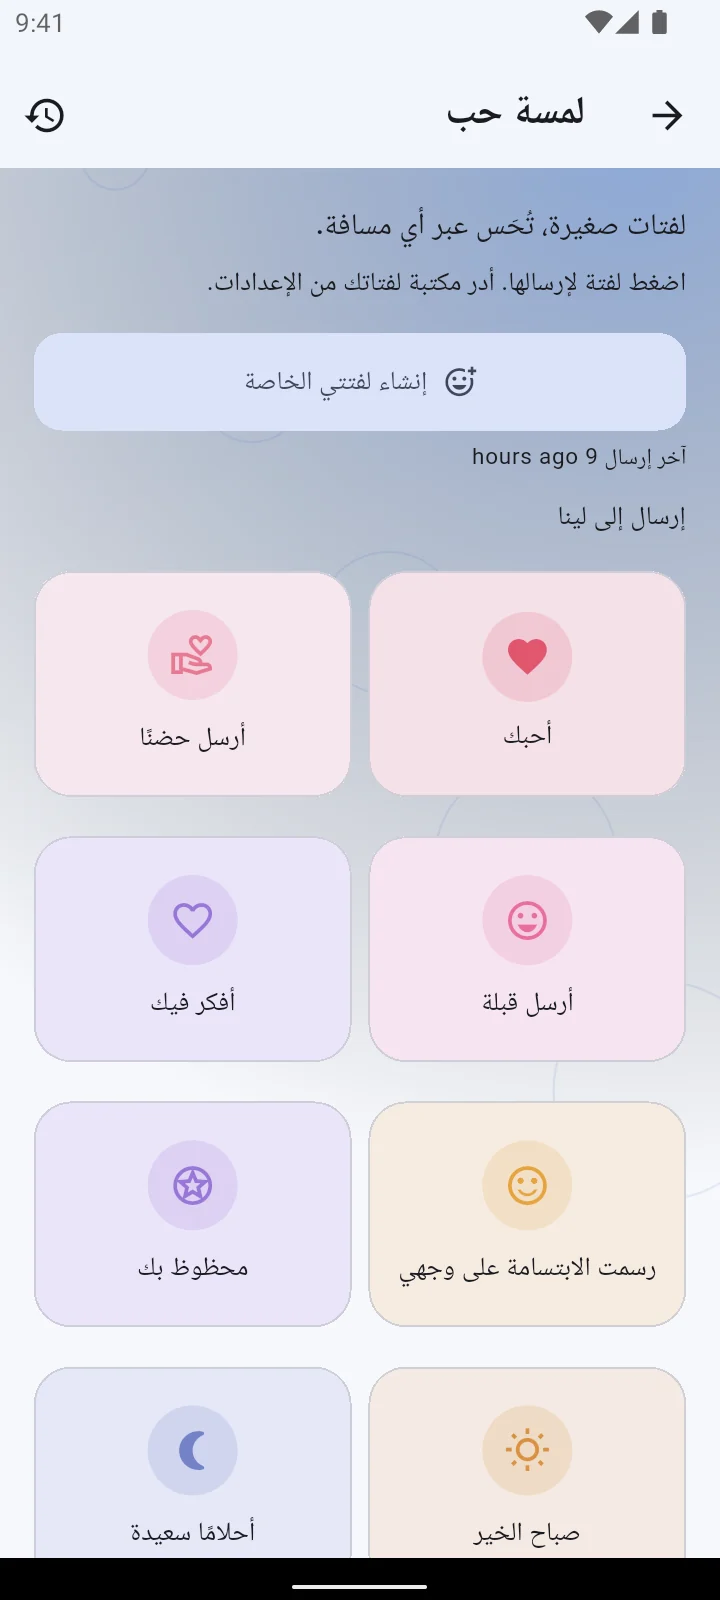 9:41
لمسة حب
لفتات صغيرة، تُحَس عبر أي مسافة.
اضغط لفتة لإرسالها. أدر مكتبة لفتاتك من الإعدادات.
إنشاء لفتتي الخاصة
آخر إرسال 9 hours ago
إرسال إلى لينا
أحبك
أرسل حضنًا
أرسل قبلة
أفكر فيك
رسمت الابتسامة على وجهي
محظوظ بك
صباح الخير
أحلامًا سعيدة